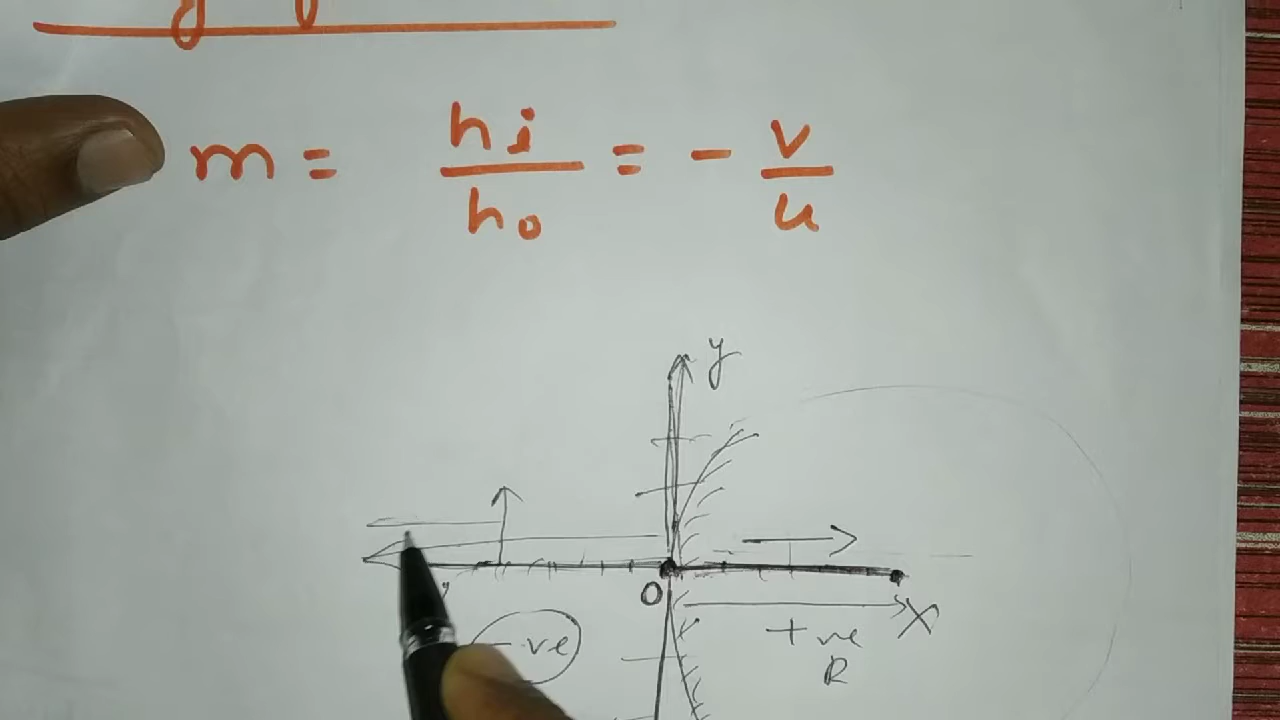 m = hi/ho = - v/u
y
O
X
-ve
+ve
R